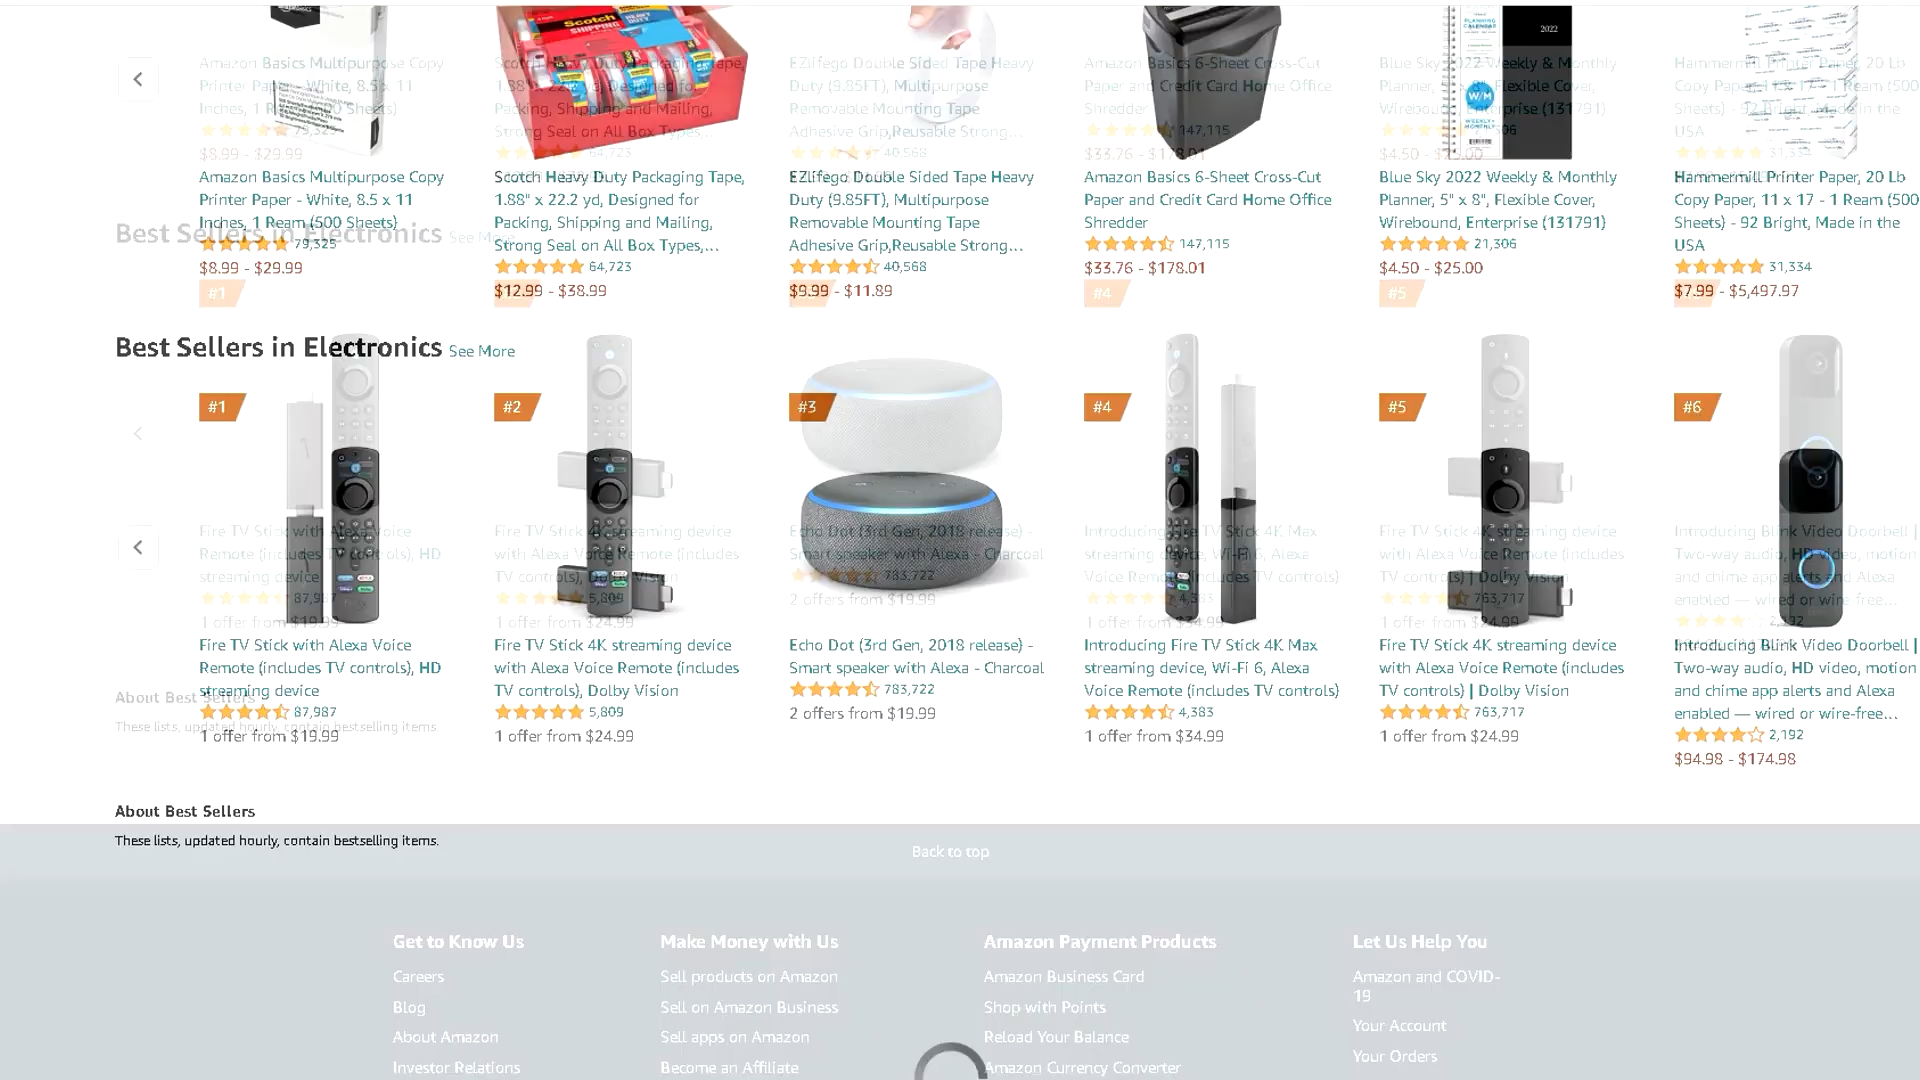 Scotch
SHIPPING
HEAVY
DUTY
PLANNING
CALENDAR
2022
W/M
WEEKLY+
MONTHLY
Amazon Basics Multipurpose Copy
Printer Paper - White, 8.5 x 11
Inches, 1 Ream (500 Sheets)
79,325
$8.99 - $29.99
Scotch Heavy Duty Packaging Tape,
1.88" x 22.2 yd, Designed for
Packing, Shipping and Mailing,
Strong Seal on All Box Types,...
64,723
$12.99 - $38.99
EZlifego Double Sided Tape Heavy
Duty (9.85FT), Multipurpose
Removable Mounting Tape
Adhesive Grip,Reusable Strong...
40,568
$9.99 - $11.89
Amazon Basics 6-Sheet Cross-Cut
Paper and Credit Card Home Office
Shredder
147,115
$33.76 - $178.01
Blue Sky 2022 Weekly & Monthly
Planner, 5" x 8", Flexible Cover,
Wirebound, Enterprise (131791)
21,306
$4.50 - $25.00
Hammermill Printer Paper, 20 Lb
Copy Paper, 11 x 17 - 1 Ream (500
Sheets) - 92 Bright, Made in the
USA
31,334
$7.99 - $5,497.97
Best Sellers in Electronics See More
#1
#2
#3
#4
#5
#6
Fire TV Stick with Alexa Voice
Remote (includes TV controls), HD
streaming device
87,987
1 offer from $19.99
Fire TV Stick 4K streaming device
with Alexa Voice Remote (includes
TV controls), Dolby Vision
5,809
1 offer from $24.99
Echo Dot (3rd Gen, 2018 release) -
Smart speaker with Alexa - Charcoal
783,722
2 offers from $19.99
Introducing Fire TV Stick 4K Max
streaming device, Wi-Fi 6, Alexa
Voice Remote (includes TV controls)
4,383
1 offer from $34.99
Fire TV Stick 4K streaming device
with Alexa Voice Remote (includes
TV controls) | Dolby Vision
763,717
1 offer from $24.99
Introducing Blink Video Doorbell |
Two-way audio, HD video, motion
and chime app alerts and Alexa
enabled — wired or wire-free...
2,192
$94.98 - $174.98
About Best Sellers
These lists, updated hourly, contain bestselling items.
Back to top
Get to Know Us
Careers
Blog
About Amazon
Investor Relations
Make Money with Us
Sell products on Amazon
Sell on Amazon Business
Sell apps on Amazon
Become an Affiliate
Amazon Payment Products
Amazon Business Card
Shop with Points
Reload Your Balance
Amazon Currency Converter
Let Us Help You
Amazon and COVID-
19
Your Account
Your Orders